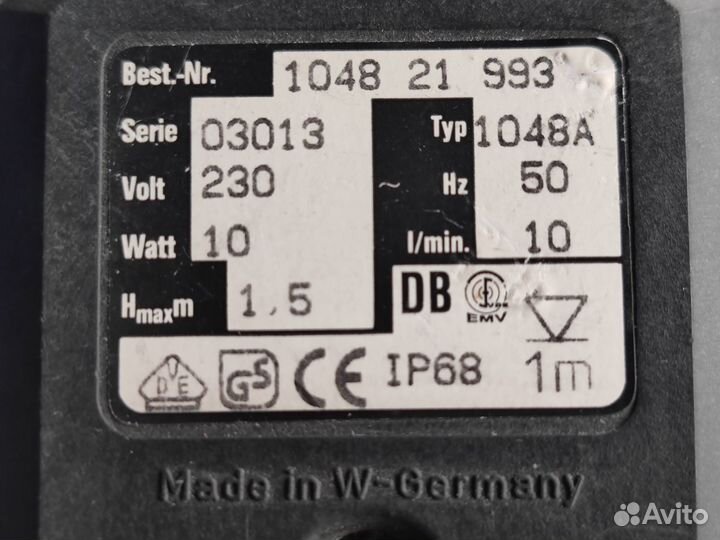 Best.-Nr. 1048 21 993
Serie 03013 Typ 1048A
Volt 230 ~ Hz 50
Watt 10 l/min. 10
Hmaxm 1,5 DB
EMV
VDE GS CE IP68 1m
Made in W-Germany
Avito